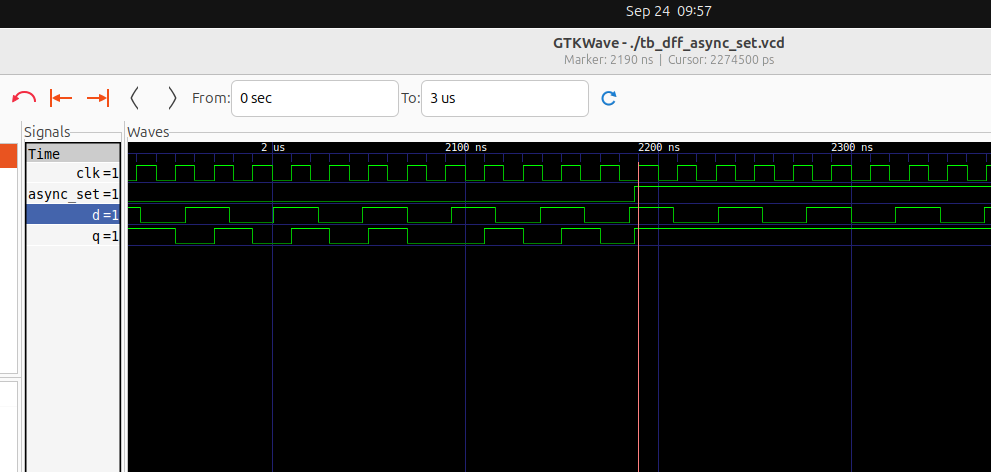 Sep 24 09:57
GTKWave - ./tb_dff_async_set.vcd
Marker: 2190 ns | Cursor: 2274500 ps
From: 0 sec To: 3 us
Signals Waves
Time 2 us 2100 ns 2200 ns 2300 ns
clk =1
async_set =1
d =1
q =1